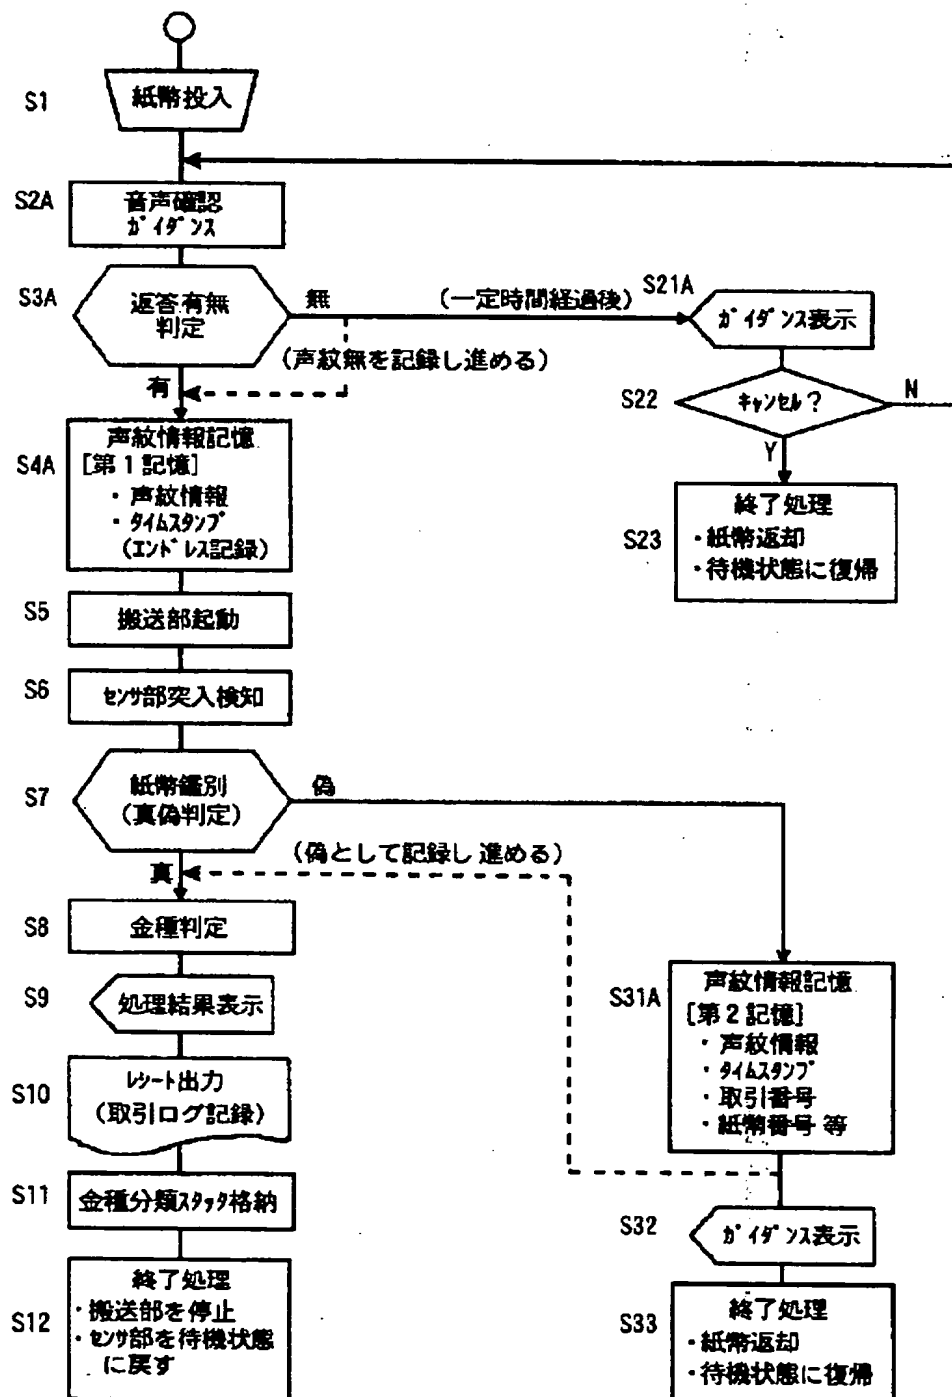 S1
紙幣投入
S2A
音声確認
ガイダンス
S3A
返答有無
判定
無
(一定時間経過後)
S21A
ガイダンス表示
(声紋無を記録し進める)
有
S22
キャンセル?
N
Y
S4A
声紋情報記憶
[第1記憶]
・声紋情報
・タイムスタンプ
(エンドレス記録)
S23
終了処理
・紙幣返却
・待機状態に復帰
S5
搬送部起動
S6
センサ部突入検知
S7
紙幣鑑別
(真偽判定)
偽
(偽として記録し進める)
真
S8
金種判定
S9
処理結果表示
S31A
声紋情報記憶
[第2記憶]
・声紋情報
・タイムスタンプ
・取引番号
・紙幣番号 等
S10
レシート出力
(取引ログ記録)
S11
金種分類スタック格納
S32
ガイダンス表示
S12
終了処理
・搬送部を停止
・センサ部を待機状態
に戻す
S33
終了処理
・紙幣返却
・待機状態に復帰